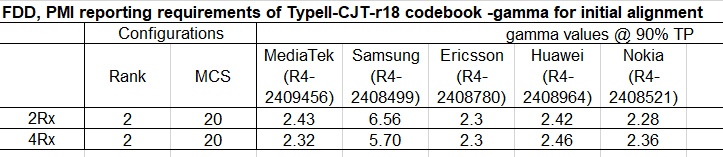 FDD, PMI reporting requirements of TypeII-CJT-r18 codebook -gamma for initial alignment
Configurations gamma values @ 90% TP
Rank MCS MediaTek (R4-2409456) Samsung (R4-2408499) Ericsson (R4-2408780) Huawei (R4-2408964) Nokia (R4-2408521)
2Rx 2 20 2.43 6.56 2.3 2.42 2.28
4Rx 2 20 2.32 5.70 2.3 2.46 2.36